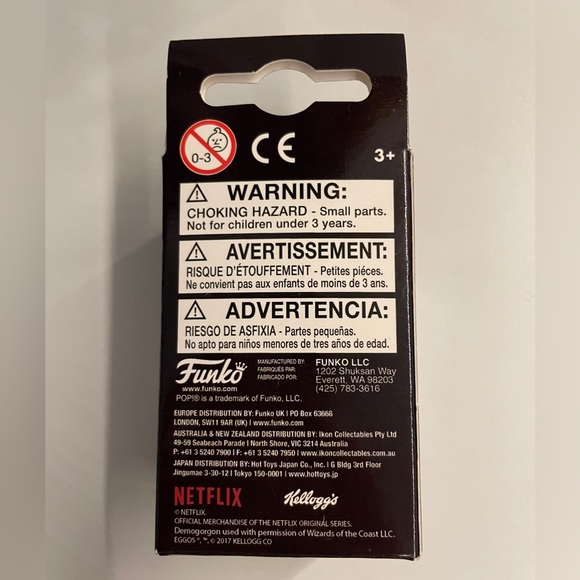 0-3
CE
3+
⚠ WARNING:
CHOKING HAZARD - Small parts.
Not for children under 3 years.
⚠ AVERTISSEMENT:
RISQUE D'ÉTOUFFEMENT - Petites piéces.
Ne convient pas aux enfants de moins de 3 ans.
⚠ ADVERTENCIA:
RIESGO DE ASFIXIA - Partes pequeñas.
No apto para niños menores de tres años de edad.
Funko
www.funko.com
MANUFACTURED BY:
FABRIQUÉS PAR:
FABRICADO POR:
FUNKO LLC
1202 Shuksan Way
Everett, WA 98203
(425) 783-3616
POP!® is a trademark of Funko, LLC.
EUROPE DISTRIBUTION BY: Funko UK I PO Box 63668
LONDON, SW11 9AR (UK) I www.funko.com
AUSTRALIA & NEW ZEALAND DISTRIBUTION BY: Ikon Collectables Pty Ltd
49-59 Seabeach Parade I North Shore, VIC 3214 Australia
P: +61 3 5240 7900 I F: +61 3 5240 7950 I www.ikoncollectables.com.au
JAPAN DISTRIBUTION BY: Hot Toys Japan Co., Inc. I G Bldg 3rd Floor
Jingumae 3-30-12 I Tokyo 150-0001 I www.hottoys.jp
NETFLIX
Kellogg's
© NETFLIX.
OFFICIAL MERCHANDISE OF THE NETFLIX ORIGINAL SERIES.
Demogorgon used with permission of Wizards of the Coast LLC.
EGGOS ®, ™, © 2017 KELLOGG CO